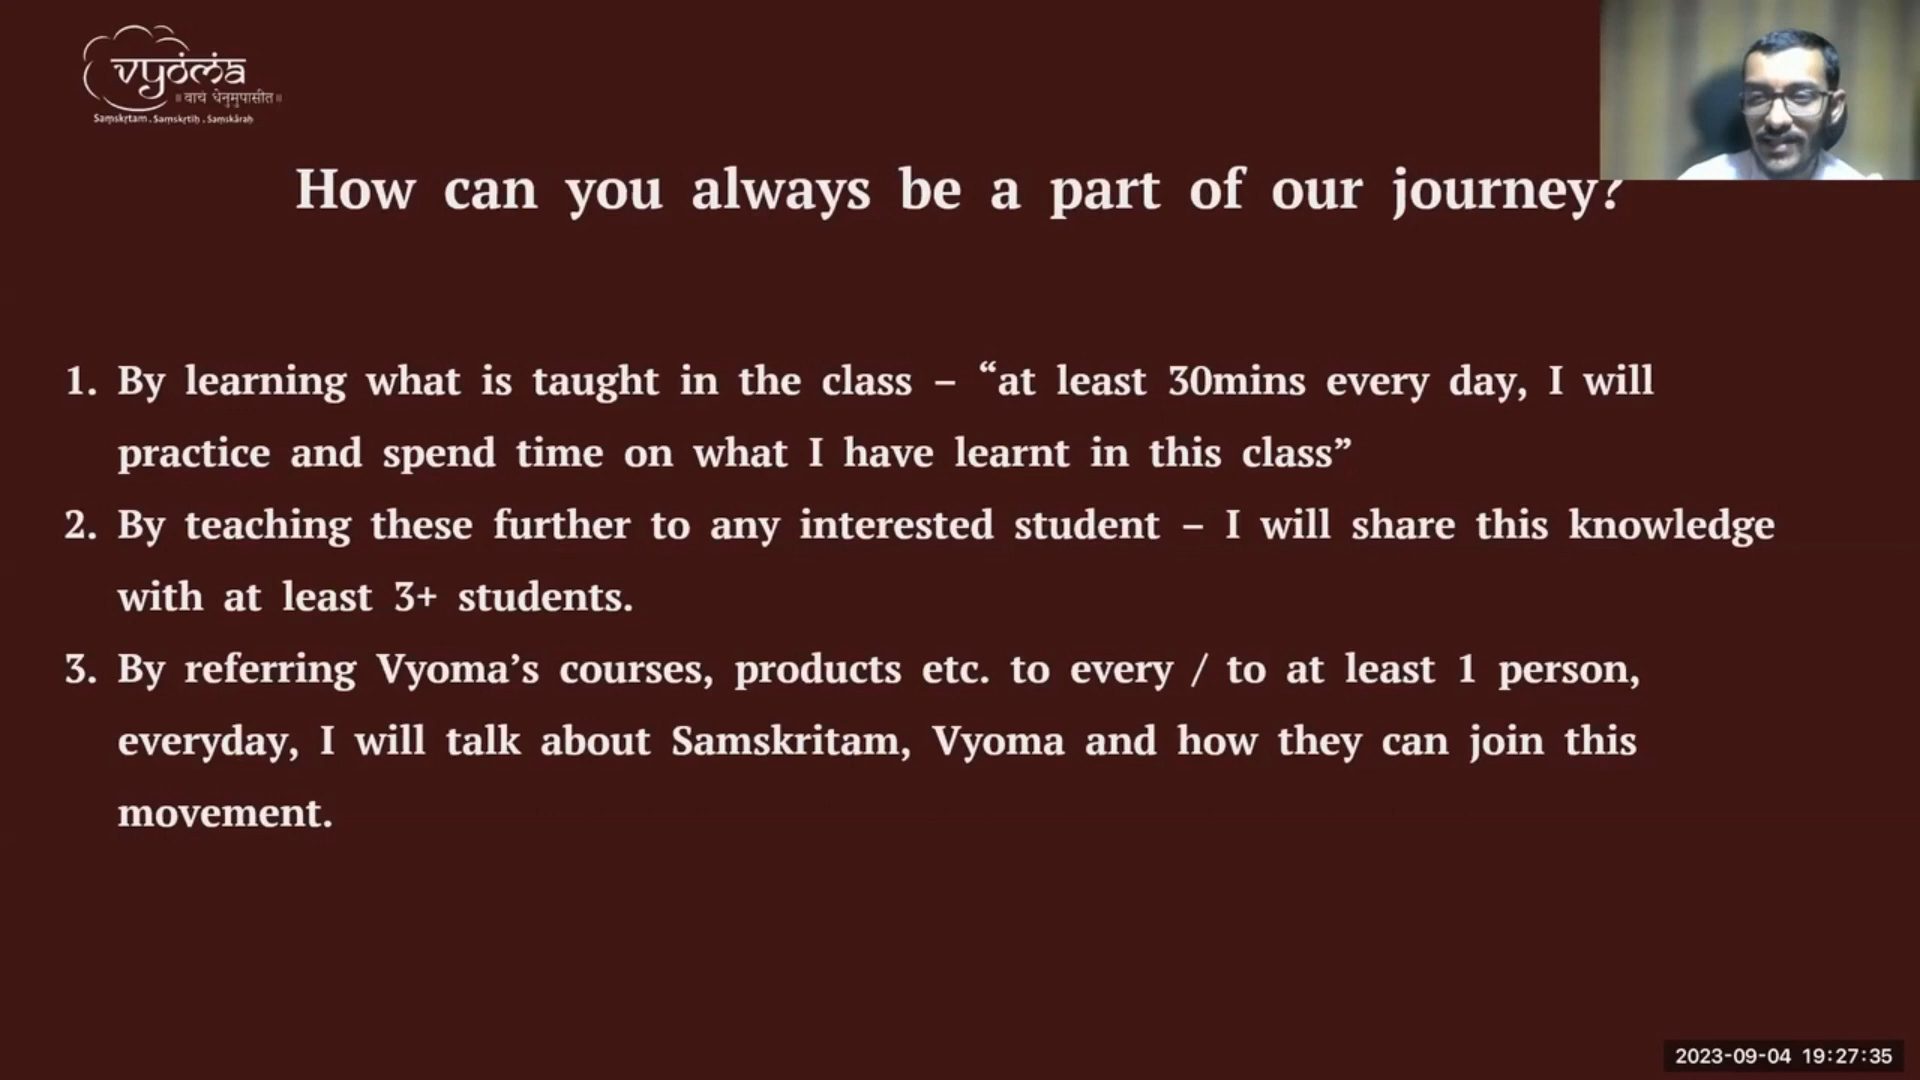 vyoma
॥ वाचं धेनुमुपासीत ॥
Saṃskṛtam . Saṃskṛtiḥ . Saṃskāraḥ
How can you always be a part of our journey?
1. By learning what is taught in the class – “at least 30mins every day, I will
practice and spend time on what I have learnt in this class”
2. By teaching these further to any interested student – I will share this knowledge
with at least 3+ students.
3. By referring Vyoma’s courses, products etc. to every / to at least 1 person,
everyday, I will talk about Samskritam, Vyoma and how they can join this
movement.
2023-09-04 19:27:35